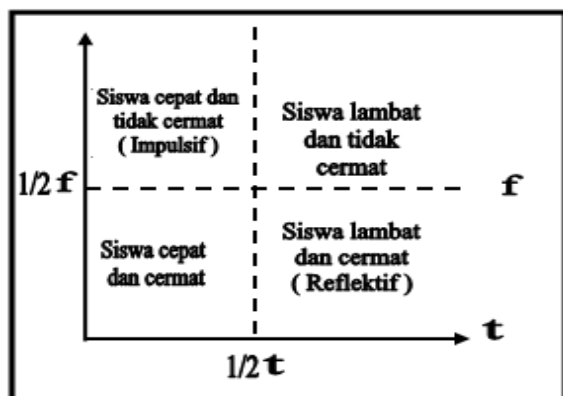 Siswa cepat dan
tidak cermat
( Impulsif )
Siswa lambat
dan tidak
cermat
1/2 f
f
Siswa cepat
dan cermat
Siswa lambat
dan cermat
( Reflektif )
t
1/2 t